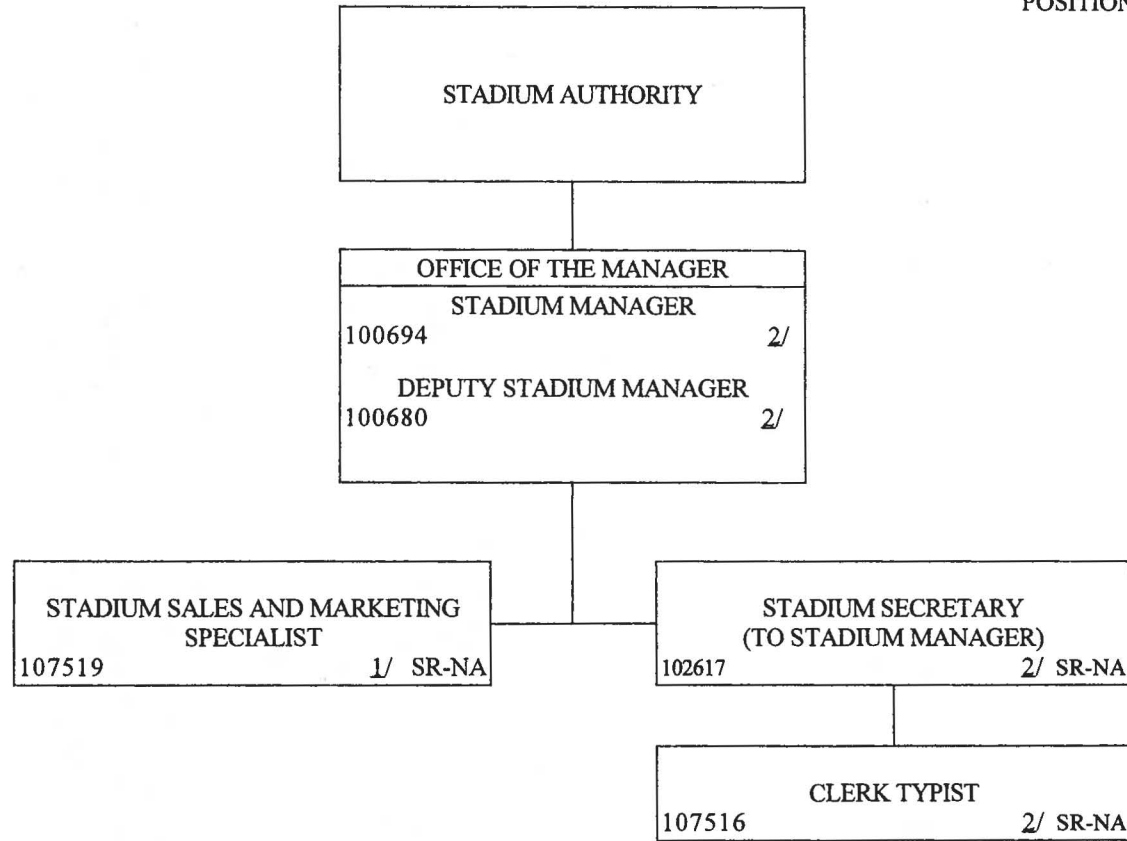 POSITION
STADIUM AUTHORITY
OFFICE OF THE MANAGER
STADIUM MANAGER
100694 2/
DEPUTY STADIUM MANAGER
100680 2/
STADIUM SALES AND MARKETING
SPECIALIST
107519 1/ SR-NA
STADIUM SECRETARY
(TO STADIUM MANAGER)
102617 2/ SR-NA
CLERK TYPIST
107516 2/ SR-NA